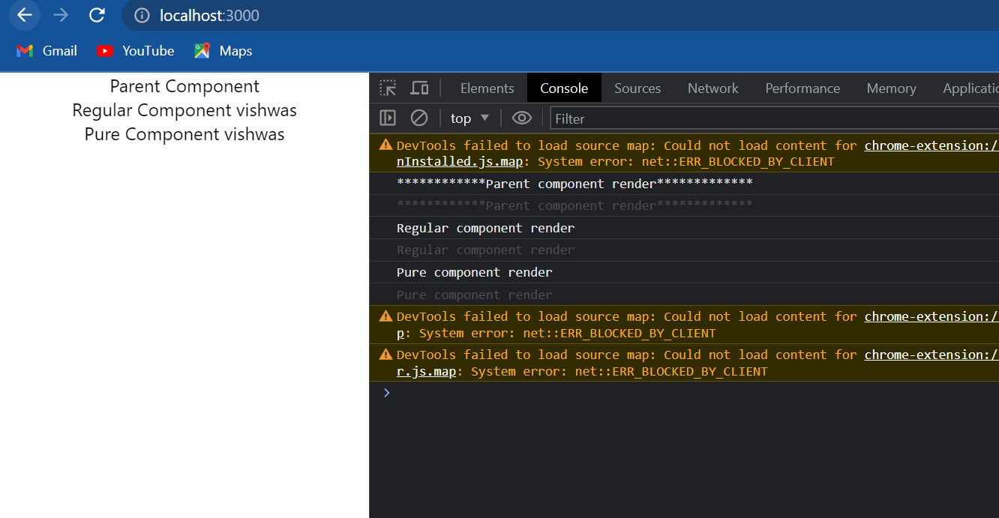 localhost:3000
Gmail YouTube Maps
Parent Component
Regular Component vishwas
Pure Component vishwas
Elements Console Sources Network Performance Memory Applicatio
top Filter
DevTools failed to load source map: Could not load content for chrome-extension:/
nInstalled.js.map: System error: net::ERR_BLOCKED_BY_CLIENT
************Parent component render*************
************Parent component render*************
Regular component render
Regular component render
Pure component render
Pure component render
DevTools failed to load source map: Could not load content for chrome-extension:/
p: System error: net::ERR_BLOCKED_BY_CLIENT
DevTools failed to load source map: Could not load content for chrome-extension:/
r.js.map: System error: net::ERR_BLOCKED_BY_CLIENT